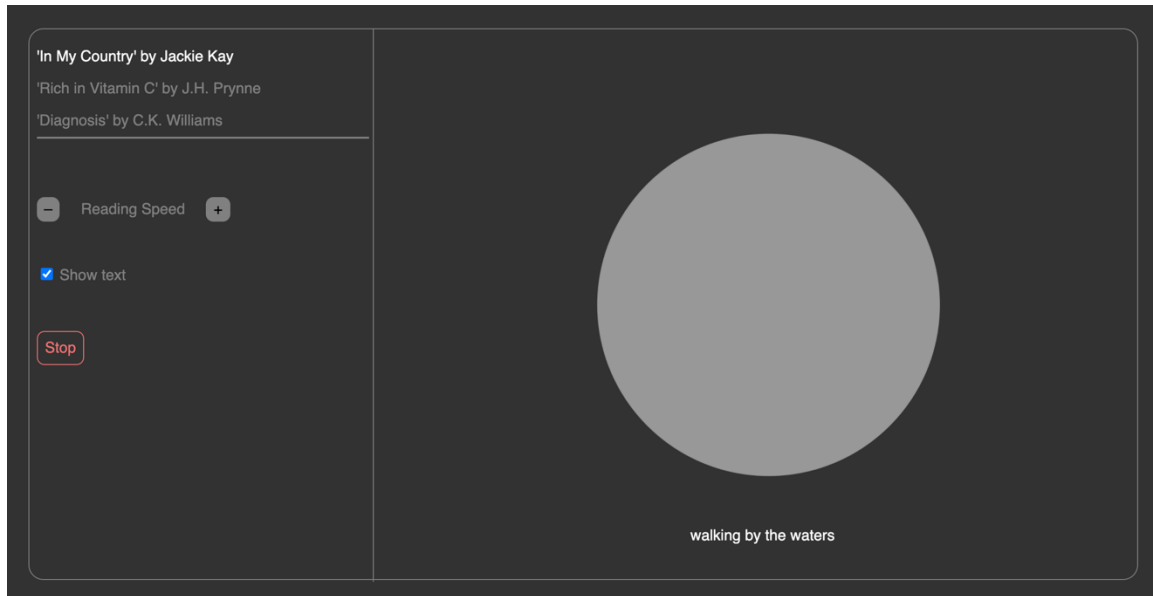 'In My Country' by Jackie Kay
'Rich in Vitamin C' by J.H. Prynne
'Diagnosis' by C.K. Williams
− Reading Speed +
Show text
Stop
walking by the waters